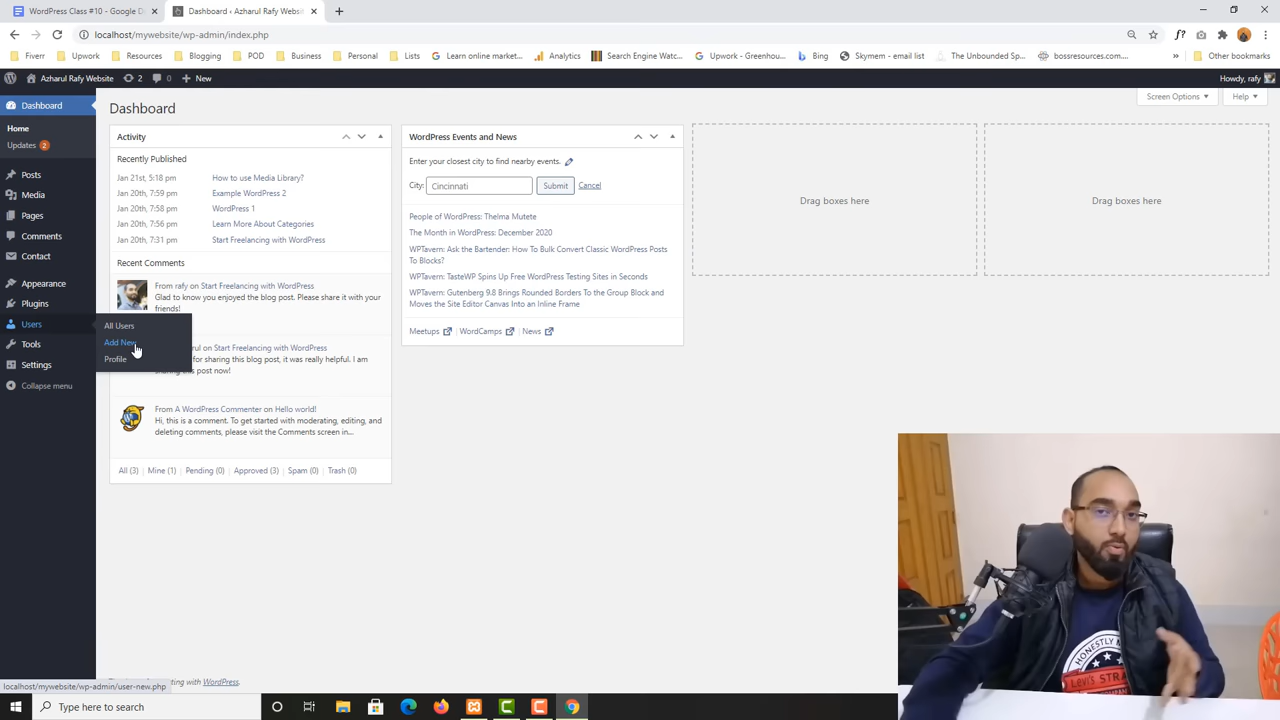 WordPress Class #10 - Google Do
Dashboard ‹ Azharul Rafy Websit
localhost/mywebsite/wp-admin/index.php
Fiverr
Upwork
Blogging
POD
Business
Personal
Lists
Learn online market...
Analytics
Search Engine Watc...
Upwork - Greenhou...
Bing
Skymem - email list
The Unbounded Sp...
bossresources.com...
Other bookmarks
Azharul Rafy Website
2
0
New
Howdy, rafy
Dashboard
Home
Updates 2
Posts
Media
Pages
Comments
Contact
Appearance
Plugins
Users
Tools
Settings
Collapse menu
All Users
Add New
Profile
Dashboard
Screen Options
Help
Activity
Recently Published
Jan 21st, 5:18 pm How to use Media Library?
Jan 20th, 7:59 pm Example WordPress 2
Jan 20th, 7:58 pm WordPress 1
Jan 20th, 7:56 pm Learn More About Categories
Jan 20th, 7:31 pm Start Freelancing with WordPress
Recent Comments
From rafy on Start Freelancing with WordPress
Glad to know you enjoyed the blog post. Please share it with your
friends!
on Start Freelancing with WordPress
for sharing this blog post, it was really helpful. I am
this post now!
From A WordPress Commenter on Hello world!
Hi, this is a comment. To get started with moderating, editing, and
deleting comments, please visit the Comments screen in...
All (3) | Mine (1) | Pending (0) | Approved (3) | Spam (0) | Trash (0)
WordPress Events and News
Enter your closest city to find nearby events.
City: Cincinnati Submit Cancel
People of WordPress: Thelma Mutete
The Month in WordPress: December 2020
WPTavern: Ask the Bartender: How To Bulk Convert Classic WordPress Posts
To Blocks?
WPTavern: TasteWP Spins Up Free WordPress Testing Sites in Seconds
WPTavern: Gutenberg 9.8 Brings Rounded Borders To the Group Block and
Moves the Site Editor Canvas Into an Inline Frame
Meetups | WordCamps | News
Drag boxes here
Drag boxes here
HONESTLY
Levi's STRA
with WordPress.
localhost/mywebsite/wp-admin/user-new.php
Type here to search